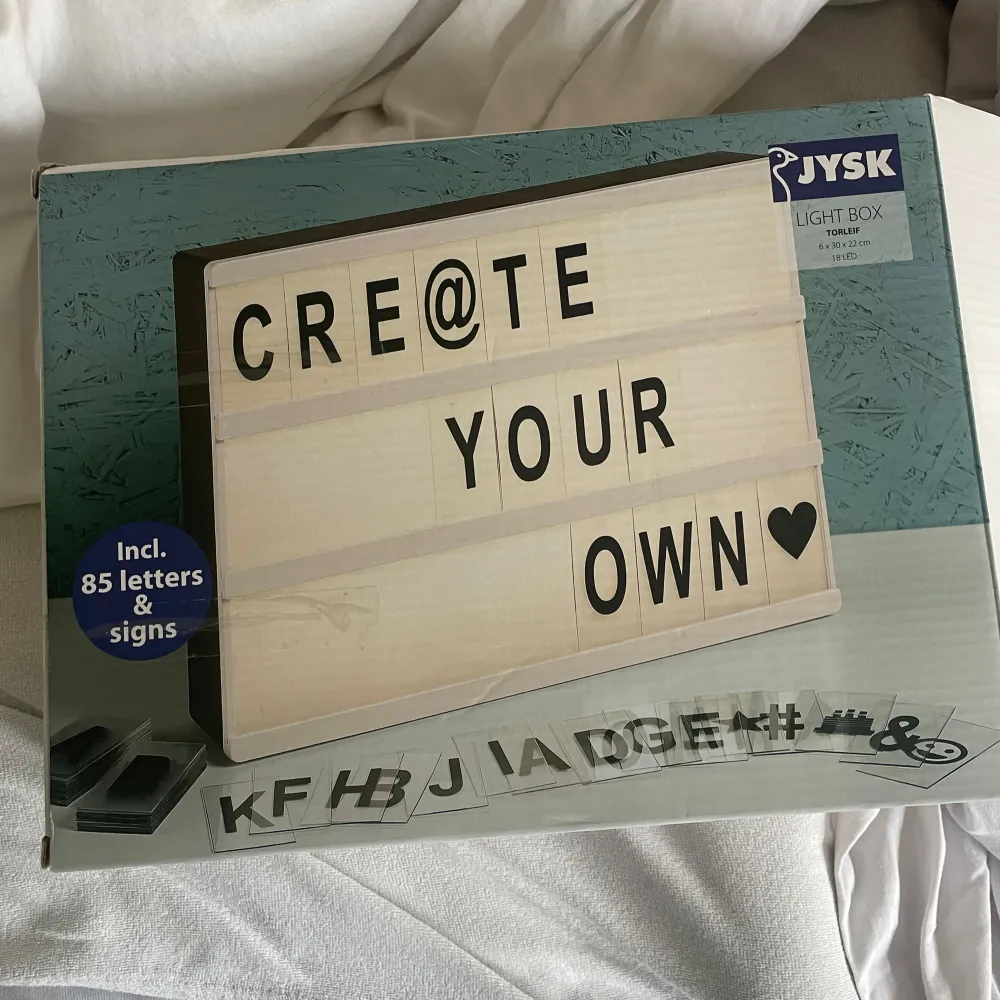 JYSK
LIGHT BOX
TORLEIF
6 x 30 x 22 cm
18 LED
CRE@TE
YOUR
OWN♥
Incl.
85 letters
&
signs
K F H B J I A D G E ★ # &